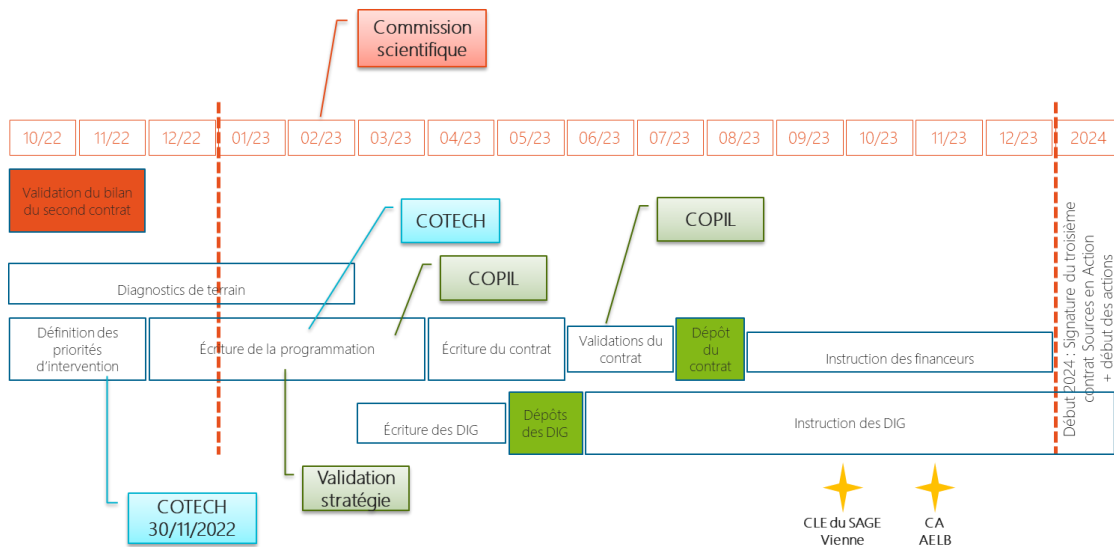 Commission
scientifique
10/22
11/22
12/22
01/23
02/23
03/23
04/23
05/23
06/23
07/23
08/23
09/23
10/23
11/23
12/23
2024
Validation du bilan
du second contrat
COTECH
COPIL
COPIL
Diagnostics de terrain
Définition des
priorités
d’intervention
Écriture de la programmation
Écriture du contrat
Validations du
contrat
Dépôt
du
contrat
Instruction des financeurs
Écriture des DIG
Dépôts
des DIG
Instruction des DIG
Début 2024 : Signature du troisième
contrat Sources en Action
+ début des actions
COTECH
30/11/2022
Validation
stratégie
CLE du SAGE
Vienne
CA
AELB